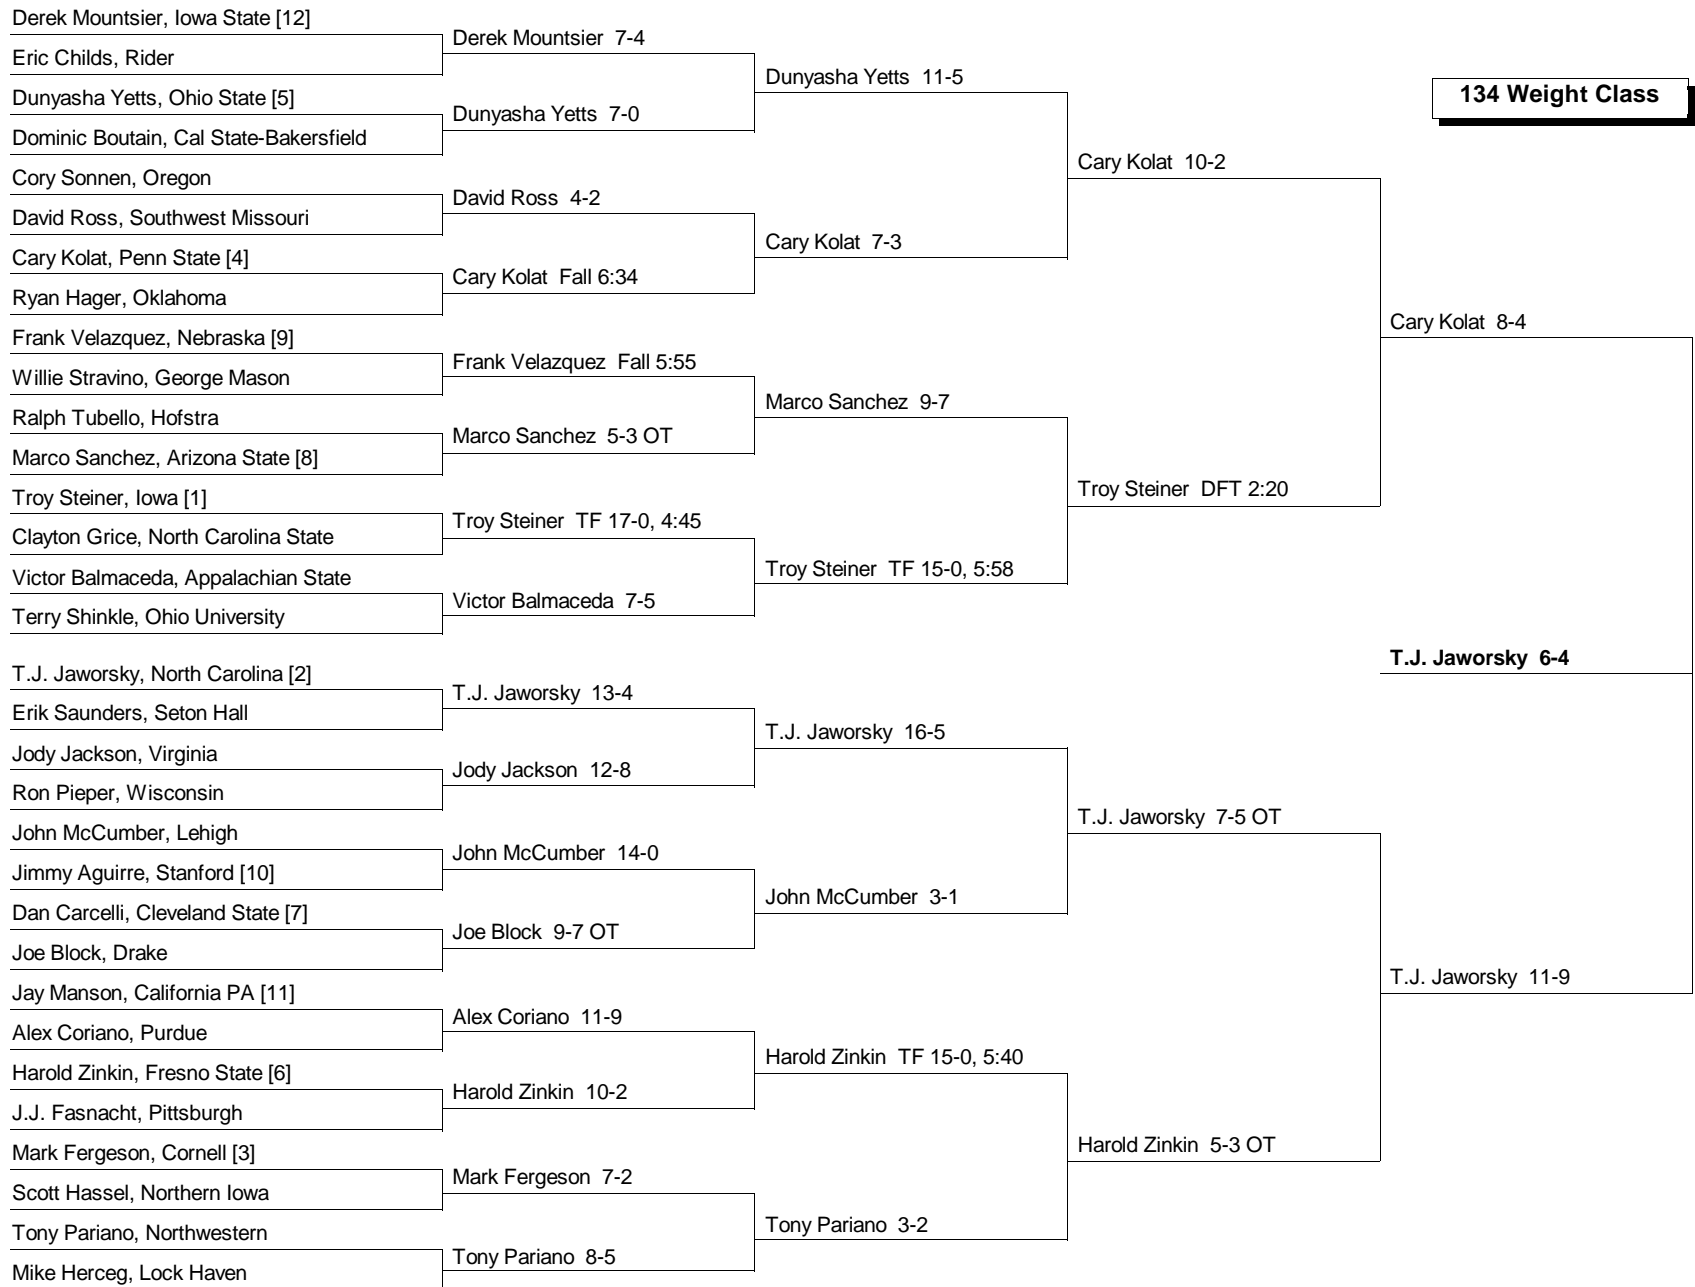 Derek Mountsier, Iowa State [12]
Eric Childs, Rider
Dunyasha Yetts, Ohio State [5]
Dominic Boutain, Cal State-Bakersfield
Cory Sonnen, Oregon
David Ross, Southwest Missouri
Cary Kolat, Penn State [4]
Ryan Hager, Oklahoma
Frank Velazquez, Nebraska [9]
Willie Stravino, George Mason
Ralph Tubello, Hofstra
Marco Sanchez, Arizona State [8]
Troy Steiner, Iowa [1]
Clayton Grice, North Carolina State
Victor Balmaceda, Appalachian State
Terry Shinkle, Ohio University
T.J. Jaworsky, North Carolina [2]
Erik Saunders, Seton Hall
Jody Jackson, Virginia
Ron Pieper, Wisconsin
John McCumber, Lehigh
Jimmy Aguirre, Stanford [10]
Dan Carcelli, Cleveland State [7]
Joe Block, Drake
Jay Manson, California PA [11]
Alex Coriano, Purdue
Harold Zinkin, Fresno State [6]
J.J. Fasnacht, Pittsburgh
Mark Fergeson, Cornell [3]
Scott Hassel, Northern Iowa
Tony Pariano, Northwestern
Mike Herceg, Lock Haven
Derek Mountsier 7-4
Dunyasha Yetts 7-0
David Ross 4-2
Cary Kolat Fall 6:34
Frank Velazquez Fall 5:55
Marco Sanchez 5-3 OT
Troy Steiner TF 17-0, 4:45
Victor Balmaceda 7-5
T.J. Jaworsky 13-4
Jody Jackson 12-8
John McCumber 14-0
Joe Block 9-7 OT
Alex Coriano 11-9
Harold Zinkin 10-2
Mark Fergeson 7-2
Tony Pariano 8-5
Dunyasha Yetts 11-5
Cary Kolat 7-3
Marco Sanchez 9-7
Troy Steiner TF 15-0, 5:58
T.J. Jaworsky 16-5
John McCumber 3-1
Harold Zinkin TF 15-0, 5:40
Tony Pariano 3-2
Cary Kolat 10-2
Troy Steiner DFT 2:20
T.J. Jaworsky 7-5 OT
Harold Zinkin 5-3 OT
134 Weight Class
Cary Kolat 8-4
T.J. Jaworsky 6-4
T.J. Jaworsky 11-9